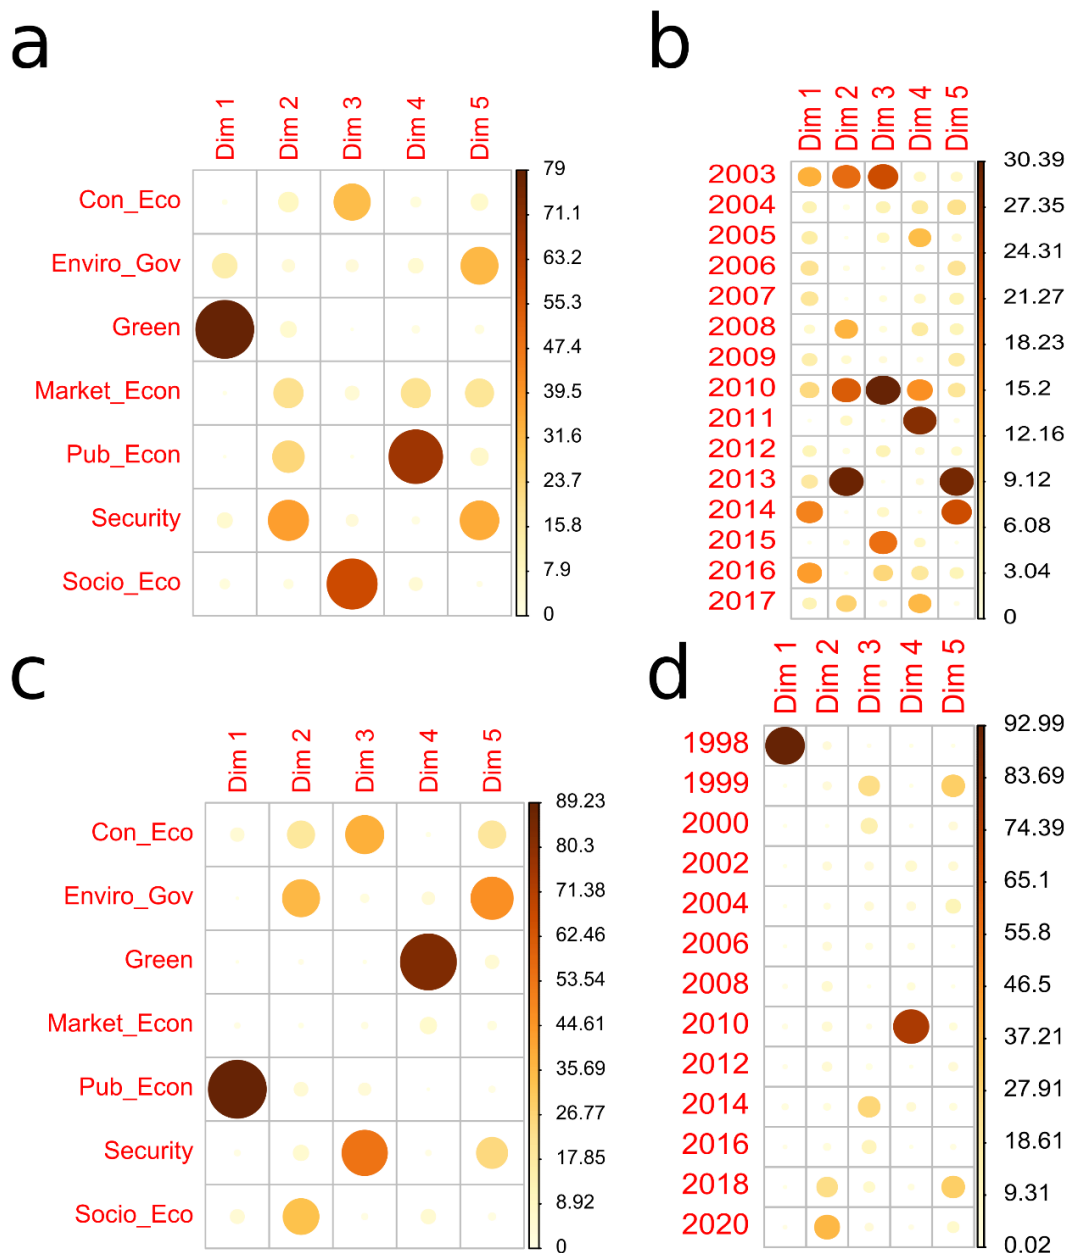 a
Dim 1
Dim 2
Dim 3
Dim 4
Dim 5
Con_Eco
Enviro_Gov
Green
Market_Econ
Pub_Econ
Security
Socio_Eco
79
71.1
63.2
55.3
47.4
39.5
31.6
23.7
15.8
7.9
0
b
Dim 1
Dim 2
Dim 3
Dim 4
Dim 5
2003
2004
2005
2006
2007
2008
2009
2010
2011
2012
2013
2014
2015
2016
2017
30.39
27.35
24.31
21.27
18.23
15.2
12.16
9.12
6.08
3.04
0
c
Dim 1
Dim 2
Dim 3
Dim 4
Dim 5
Con_Eco
Enviro_Gov
Green
Market_Econ
Pub_Econ
Security
Socio_Eco
89.23
80.3
71.38
62.46
53.54
44.61
35.69
26.77
17.85
8.92
0
d
Dim 1
Dim 2
Dim 3
Dim 4
Dim 5
1998
1999
2000
2002
2004
2006
2008
2010
2012
2014
2016
2018
2020
92.99
83.69
74.39
65.1
55.8
46.5
37.21
27.91
18.61
9.31
0.02